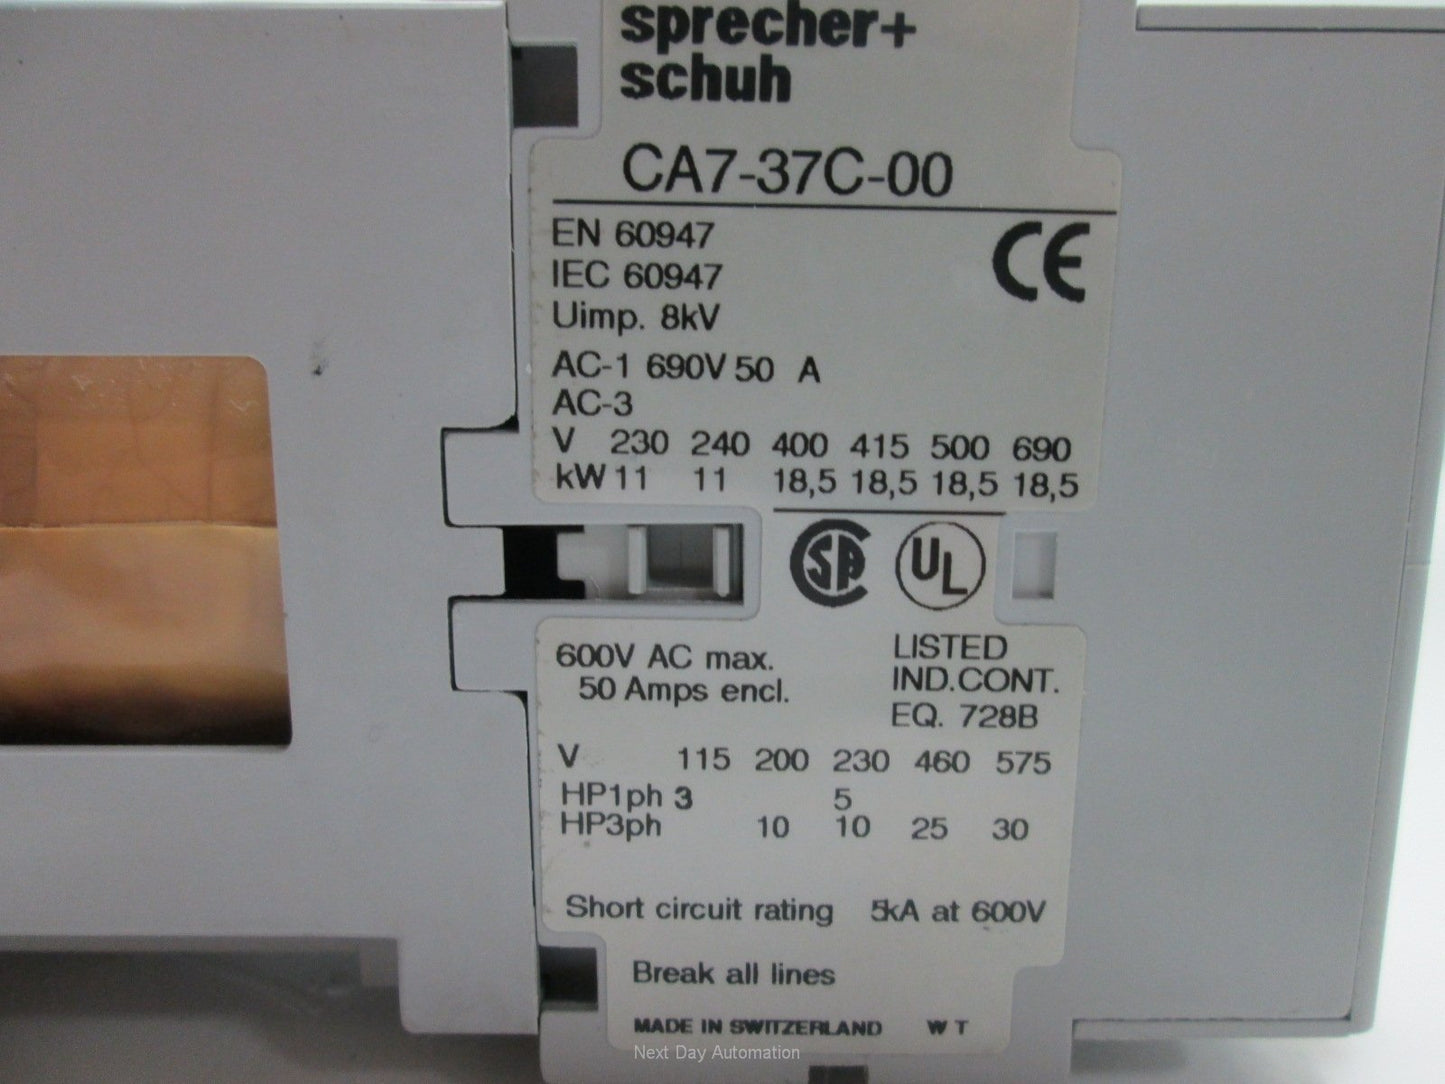 sprecher+
schuh
CA7-37C-00
EN 60947
IEC 60947
Uimp. 8kV
CE
AC-1 690V 50 A
AC-3
V 230 240 400 415 500 690
kW 11 11 18,5 18,5 18,5 18,5
SA UL
600V AC max.
50 Amps encl.
LISTED
IND.CONT.
EQ. 728B
V 115 200 230 460 575
HP1ph 3 5
HP3ph 10 10 25 30
Short circuit rating 5kA at 600V
Break all lines
MADE IN SWITZERLAND W T
Next Day Automation